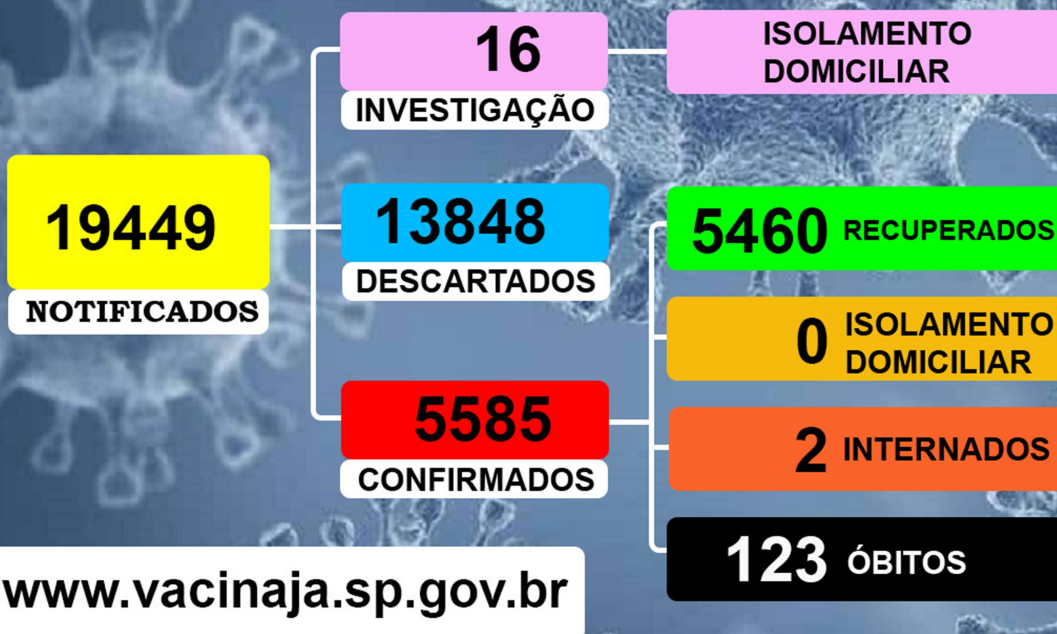 19449
NOTIFICADOS
16
INVESTIGAÇÃO
ISOLAMENTO
DOMICILIAR
13848
DESCARTADOS
5585
CONFIRMADOS
5460 RECUPERADOS
0 ISOLAMENTO
DOMICILIAR
2 INTERNADOS
123 ÓBITOS
www.vacinaja.sp.gov.br